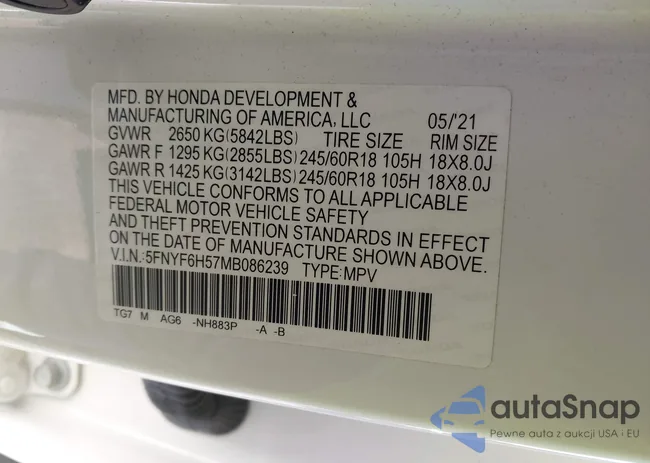 MFD. BY HONDA DEVELOPMENT &
MANUFACTURING OF AMERICA, LLC 05/'21
GVWR 2650 KG(5842LBS) TIRE SIZE RIM SIZE
GAWR F 1295 KG(2855LBS) 245/60R18 105H 18X8.0J
GAWR R 1425 KG(3142LBS) 245/60R18 105H 18X8.0J
THIS VEHICLE CONFORMS TO ALL APPLICABLE
FEDERAL MOTOR VEHICLE SAFETY
AND THEFT PREVENTION STANDARDS IN EFFECT
ON THE DATE OF MANUFACTURE SHOWN ABOVE.
V.I.N.:5FNYF6H57MB086239 TYPE:MPV
TG7 M AG6 -NH883P -A -B
autaSnap
Pewne auta z aukcji USA i EU